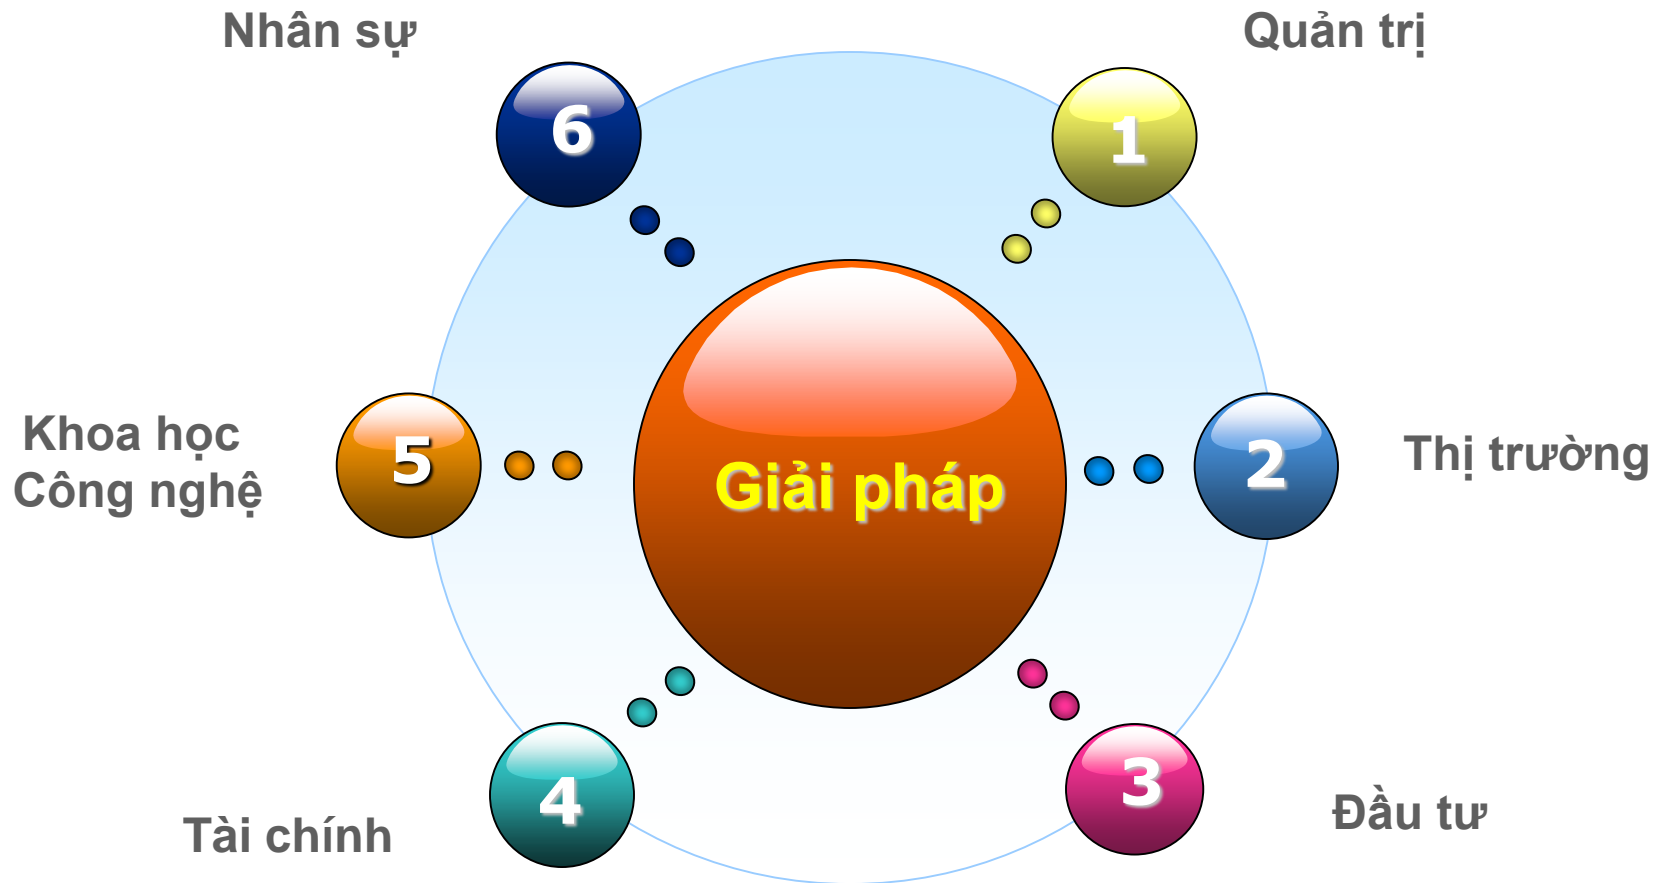 Nhân sự
Quản trị
6
1
Khoa học
Công nghệ
5
Giải pháp
2
Thị trường
4
3
Tài chính
Đầu tư